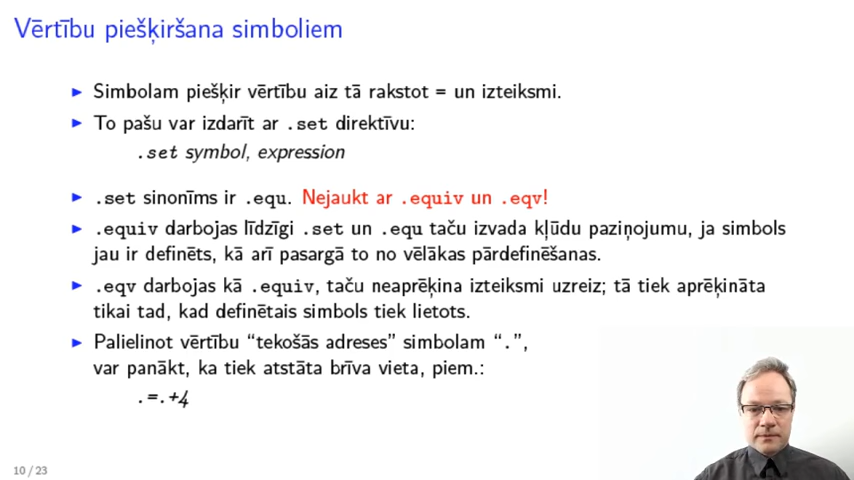 Vērtību piešķiršana simboliem
▶ Simbolam piešķir vērtību aiz tā rakstot = un izteiksmi.
▶ To pašu var izdarīt ar .set direktīvu:
.set symbol, expression
▶ .set sinonīms ir .equ. Nejaukt ar .equiv un .eqv!
▶ .equiv darbojas līdzīgi .set un .equ taču izvada kļūdu paziņojumu, ja simbols
jau ir definēts, kā arī pasargā to no vēlākas pārdefinēšanas.
▶ .eqv darbojas kā .equiv, taču neaprēķina izteiksmi uzreiz; tā tiek aprēķināta
tikai tad, kad definētais simbols tiek lietots.
▶ Palielinot vērtību “tekošās adreses” simbolam “.”,
var panākt, ka tiek atstāta brīva vieta, piem.:
.=.+4
10 / 23